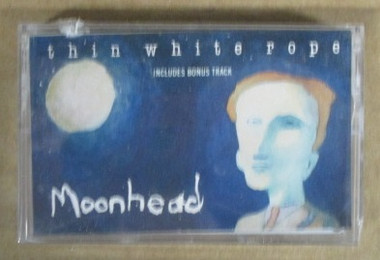 thin white rope
INCLUDES BONUS TRACK
Moonhead